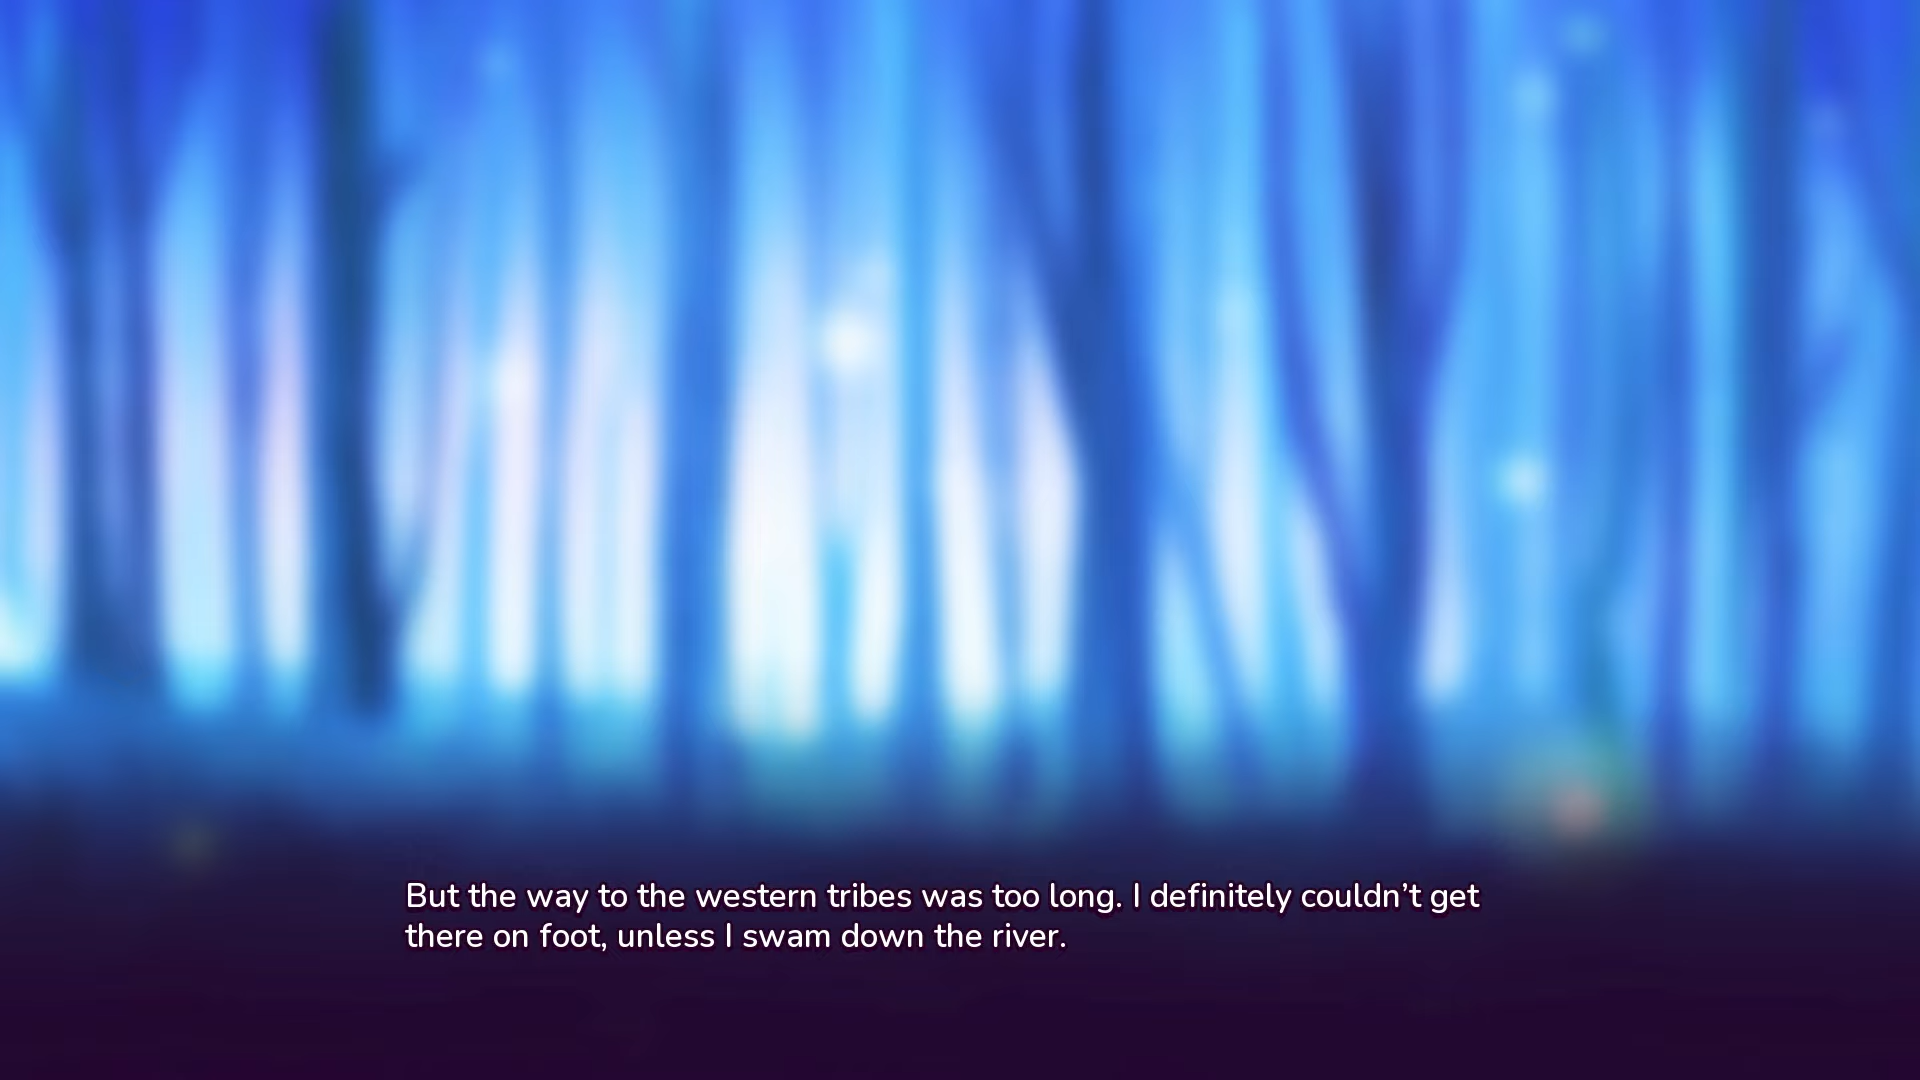 But the way to the western tribes was too long. I definitely couldn’t get
there on foot, unless I swam down the river.